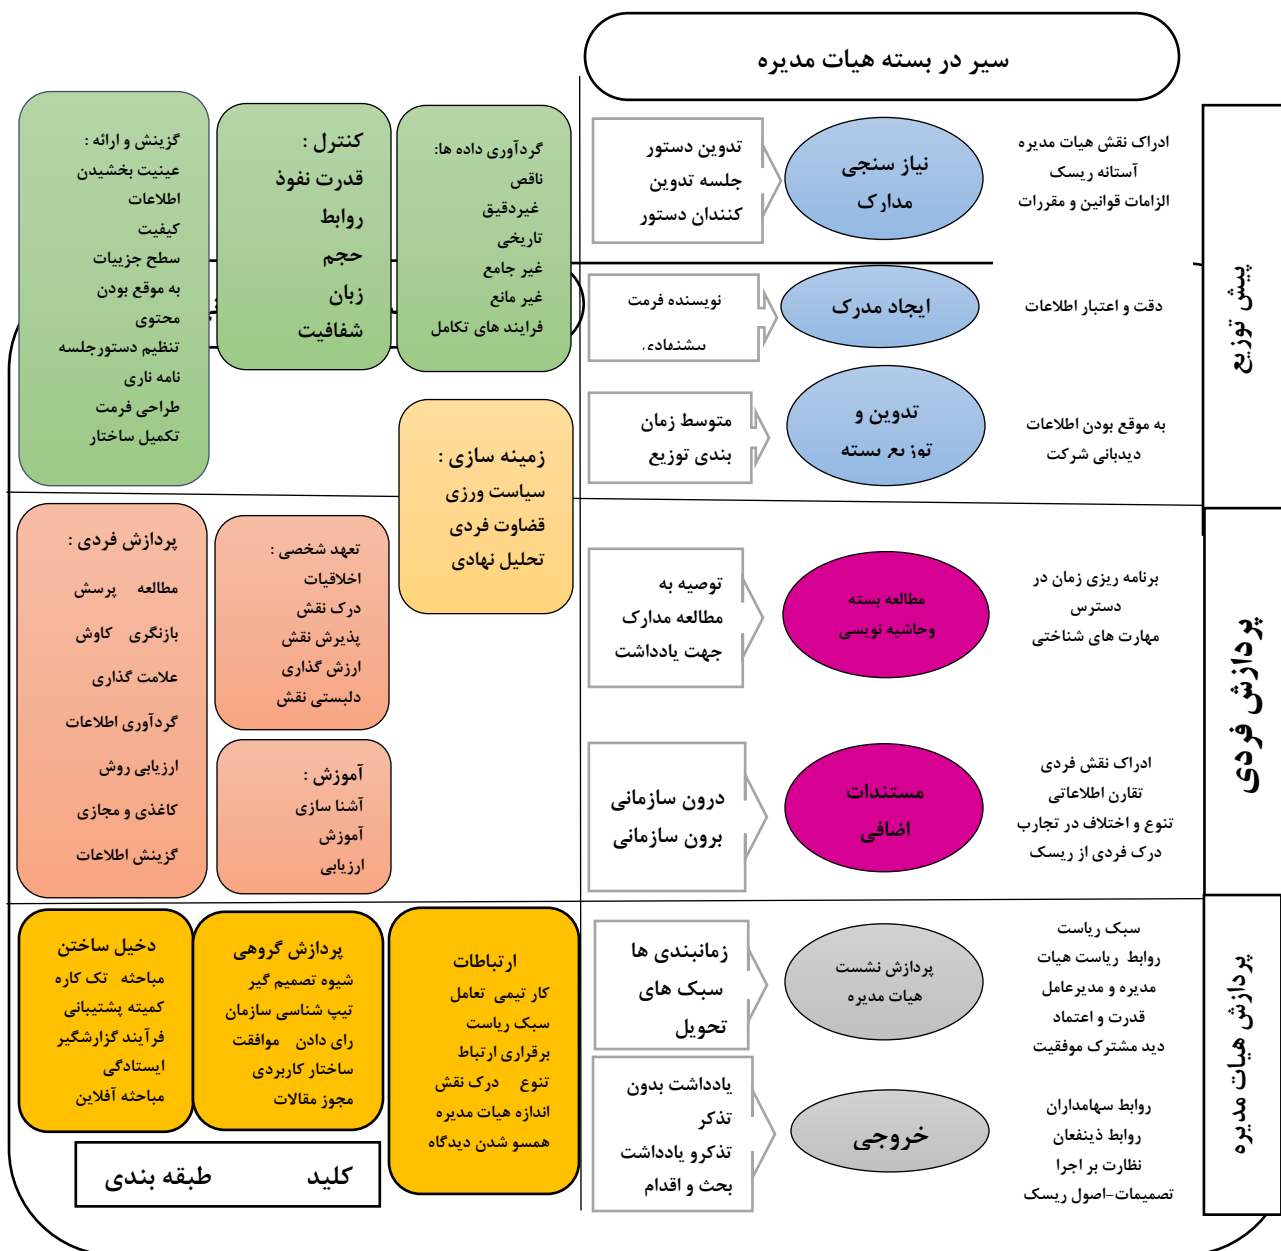 سیر در بسته هیات مدیره
پیش توزیع
ادراک نقش هیات مدیره
آستانه ریسک
الزامات قوانین و مقررات
نیاز سنجی
مدارک
تدوین دستور
جلسه تدوین
کنندان دستور
دقت و اعتبار اطلاعات
ایجاد مدرک
نویسنده فرمت
پیشنهادی
به موقع بودن اطلاعات
دیدبانی شرکت
تدوین و
توزیع بسته
متوسط زمان
بندی توزیع
گردآوری داده ها:
ناقص
غیردقیق
تاریخی
غیر جامع
غیر مانع
فرایند های تکامل
کنترل :
قدرت نفوذ
روابط
حجم
زبان
شفافیت
گزینش و ارائه :
عینیت بخشیدن
اطلاعات
کیفیت
سطح جزییات
به موقع بودن
محتوی
تنظیم دستورجلسه
نامه ناری
طراحی فرمت
تکمیل ساختار
زمینه سازی :
سیاست ورزی
قضاوت فردی
تحلیل نهادی
پردازش فردی
برنامه ریزی زمان در
دسترس
مهارت های شناختی
مطالعه بسته
وحاشیه نویسی
توصیه به
مطالعه مدارک
جهت یادداشت
ادراک نقش فردی
تقارن اطلاعاتی
تنوع و اختلاف در تجارب
درک فردی از ریسک
مستندات
اضافی
درون سازمانی
برون سازمانی
تعهد شخصی :
اخلاقیات
درک نقش
پذیرش نقش
ارزش گذاری
دلبستی نقش
آموزش :
آشنا سازی
آموزش
ارزیابی
پردازش فردی :
مطالعه پرسش
بازنگری کاوش
علامت گذاری
گردآوری اطلاعات
ارزیابی روش
کاغذی و مجازی
گزینش اطلاعات
پردازش هیات مدیره
سبک ریاست
روابط ریاست هیات
مدیره و مدیرعامل
قدرت و اعتماد
دید مشترک موفقیت
پردازش نشست
هیات مدیره
زمانبندی ها
سبک های
تحویل
روابط سهامداران
روابط ذینفعان
نظارت بر اجرا
تصمیمات-اصول ریسک
خروجی
یادداشت بدون
تذکر
تذکرو یادداشت
بحث و اقدام
ارتباطات
کار تیمی تعامل
سبک ریاست
برقراری ارتباط
تنوع درک نقش
اندازه هیات مدیره
همسو شدن دیدگاه
پردازش گروهی
شیوه تصمیم گیر
تیپ شناسی سازمان
رای دادن موافقت
ساختار کاربردی
مجوز مقالات
دخیل ساختن
مباحثه تک کاره
کمیته پشتیبانی
فرآیند گزارشگیر
ایستادگی
مباحثه آفلاین
کلید طبقه بندی